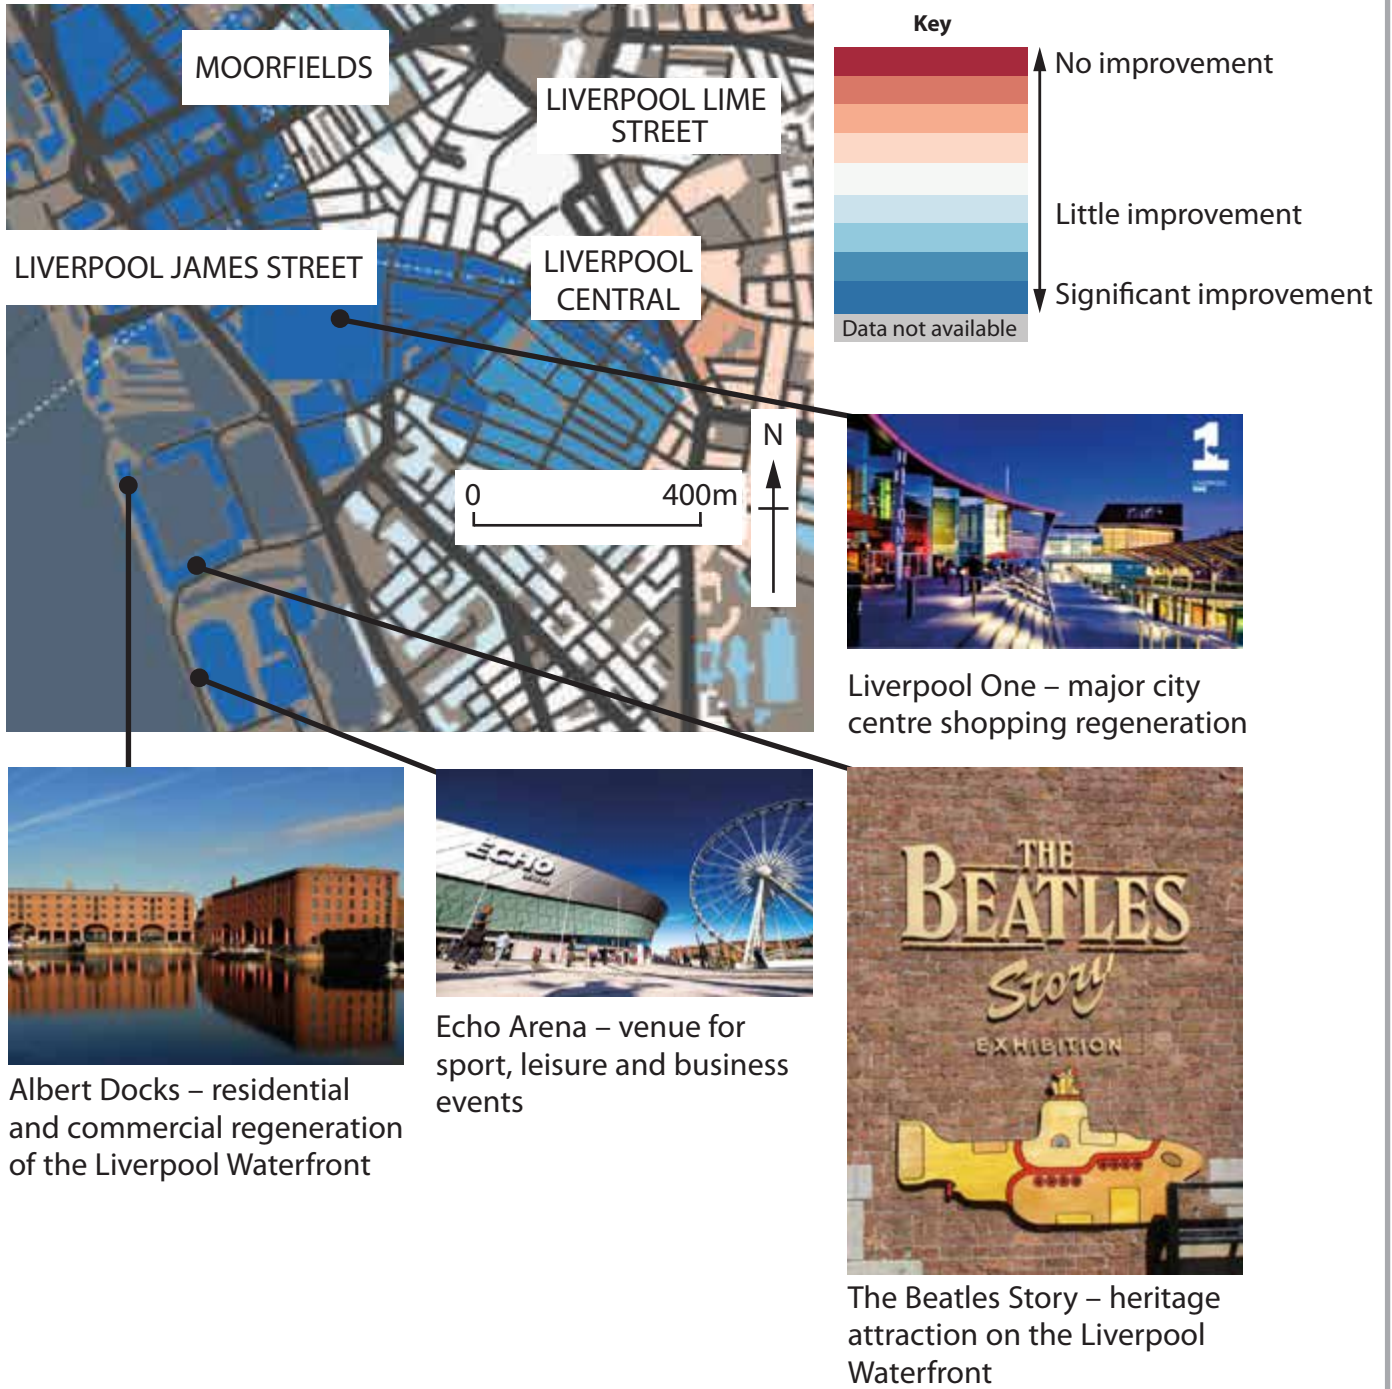 MOORFIELDS
LIVERPOOL LIME
STREET
LIVERPOOL JAMES STREET
LIVERPOOL
CENTRAL
0 400m
N
Key
No improvement
Little improvement
Significant improvement
Data not available
1
Liverpool One – major city
centre shopping regeneration
Albert Docks – residential
and commercial regeneration
of the Liverpool Waterfront
ECHO
Echo Arena – venue for
sport, leisure and business
events
THE
BEATLES
Story
EXHIBITION
The Beatles Story – heritage
attraction on the Liverpool
Waterfront